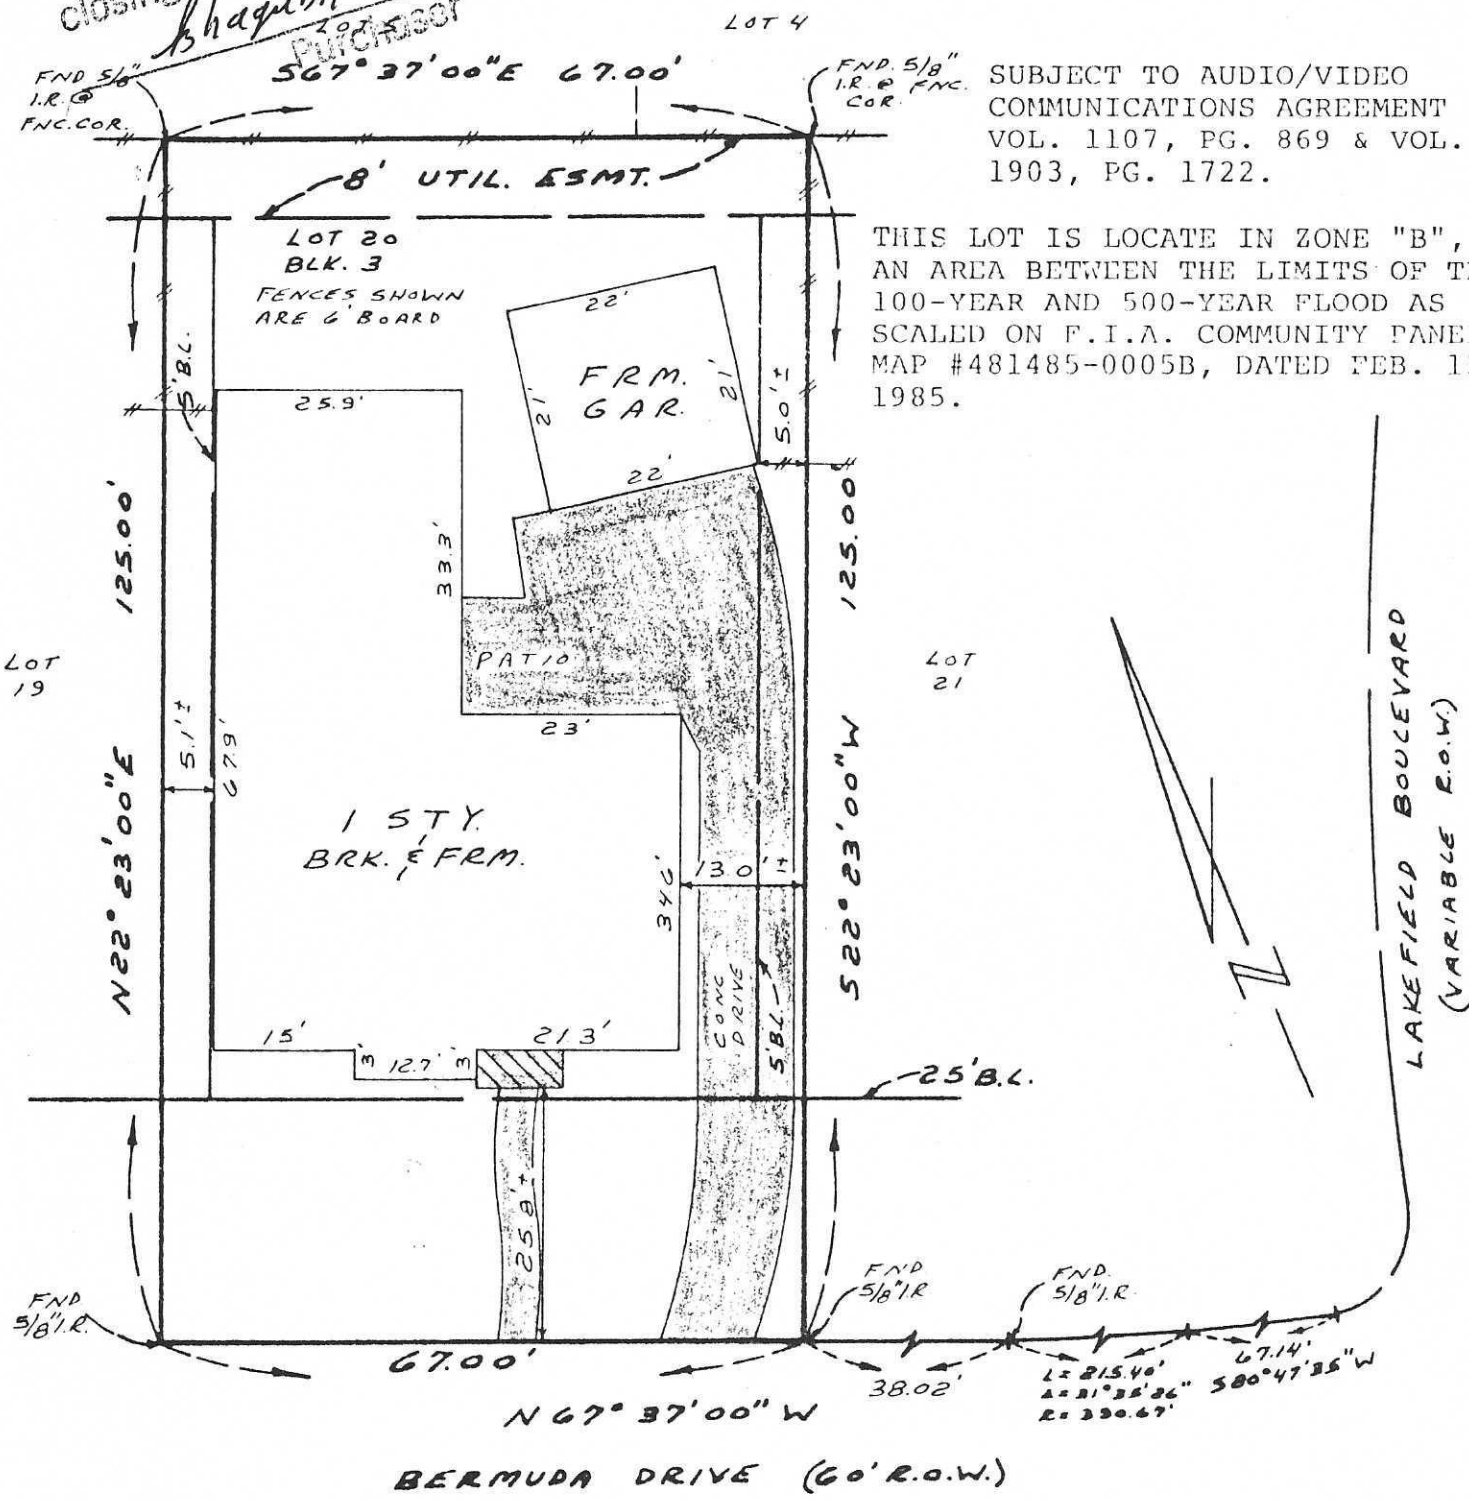 closing
Purchaser
LOT 5
LOT 4
FND 5/8"
I.R. @
FNC. COR.
S67° 37' 00" E 67.00'
FND. 5/8"
I.R. @ FNC.
COR.
SUBJECT TO AUDIO/VIDEO
COMMUNICATIONS AGREEMENT
VOL. 1107, PG. 869 & VOL.
1903, PG. 1722.
8' UTIL. ESMT.
LOT 20
BLK. 3
FENCES SHOWN
ARE 6' BOARD
THIS LOT IS LOCATE IN ZONE "B",
AN AREA BETWEEN THE LIMITS OF
100-YEAR AND 500-YEAR FLOOD AS
SCALED ON F.I.A. COMMUNITY
MAP #481485-0005B, DATED FEB.
1985.
22'
FRM.
GAR.
21'
21'
22'
5' B.L.
25.9'
5.0' ±
125.00'
33.3'
125.00'
PATIO
LOT
19
LOT
21
23'
5.1' ±
67.9'
N22° 23' 00" E
S22° 23' 00" W
1 STY.
BRK. & FRM.
34.6'
13.0' ±
CONC
DRIVE
5' B.L.
15'
3'
12.7'
3
21.3'
25' B.L.
LAKEFIELD BOULEVARD
(VARIABLE R.O.W.)
25.8' ±
FND
5/8" I.R.
FND
5/8" I.R
FND.
5/8" I.R.
67.00'
38.02'
L= 215.40'
R= 390.67'
67.14'
S80° 47' 35" W
N 67° 37' 00" W
BERMUDA DRIVE (60' R.O.W.)